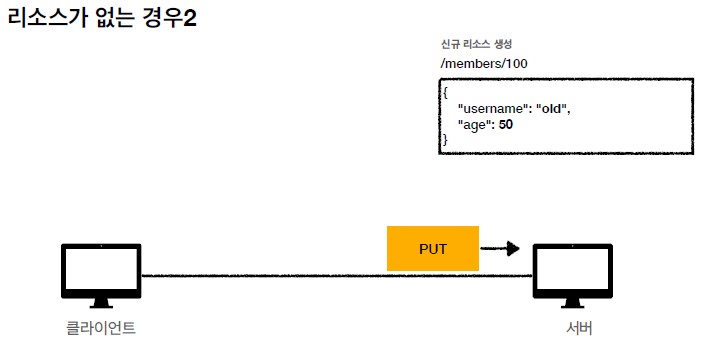 리소스가 없는 경우2
신규 리소스 생성
/members/100
{
"username": "old",
"age": 50
}
PUT
클라이언트
서버